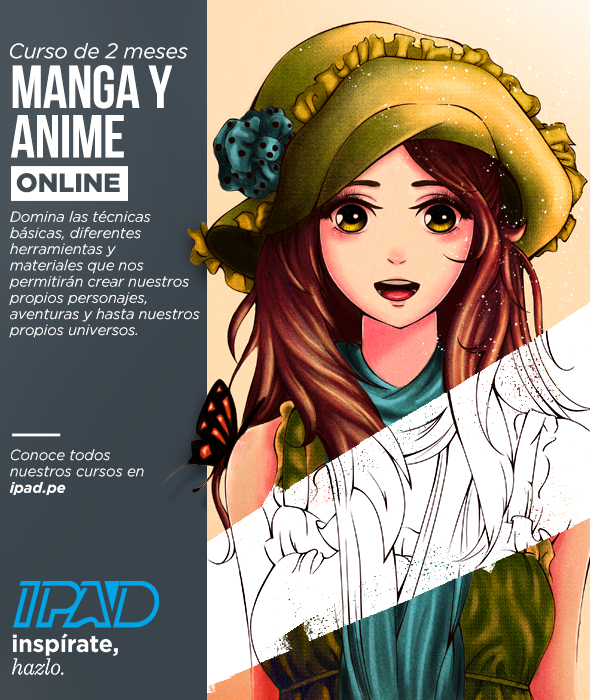 Curso de 2 meses
MANGA Y
ANIME
ONLINE
Domina las técnicas
básicas, diferentes
herramientas y
materiales que nos
permitirán crear nuestros
propios personajes,
aventuras y hasta nuestros
propios universos.
Conoce todos
nuestros cursos en
ipad.pe
IPAD
inspírate,
hazlo.